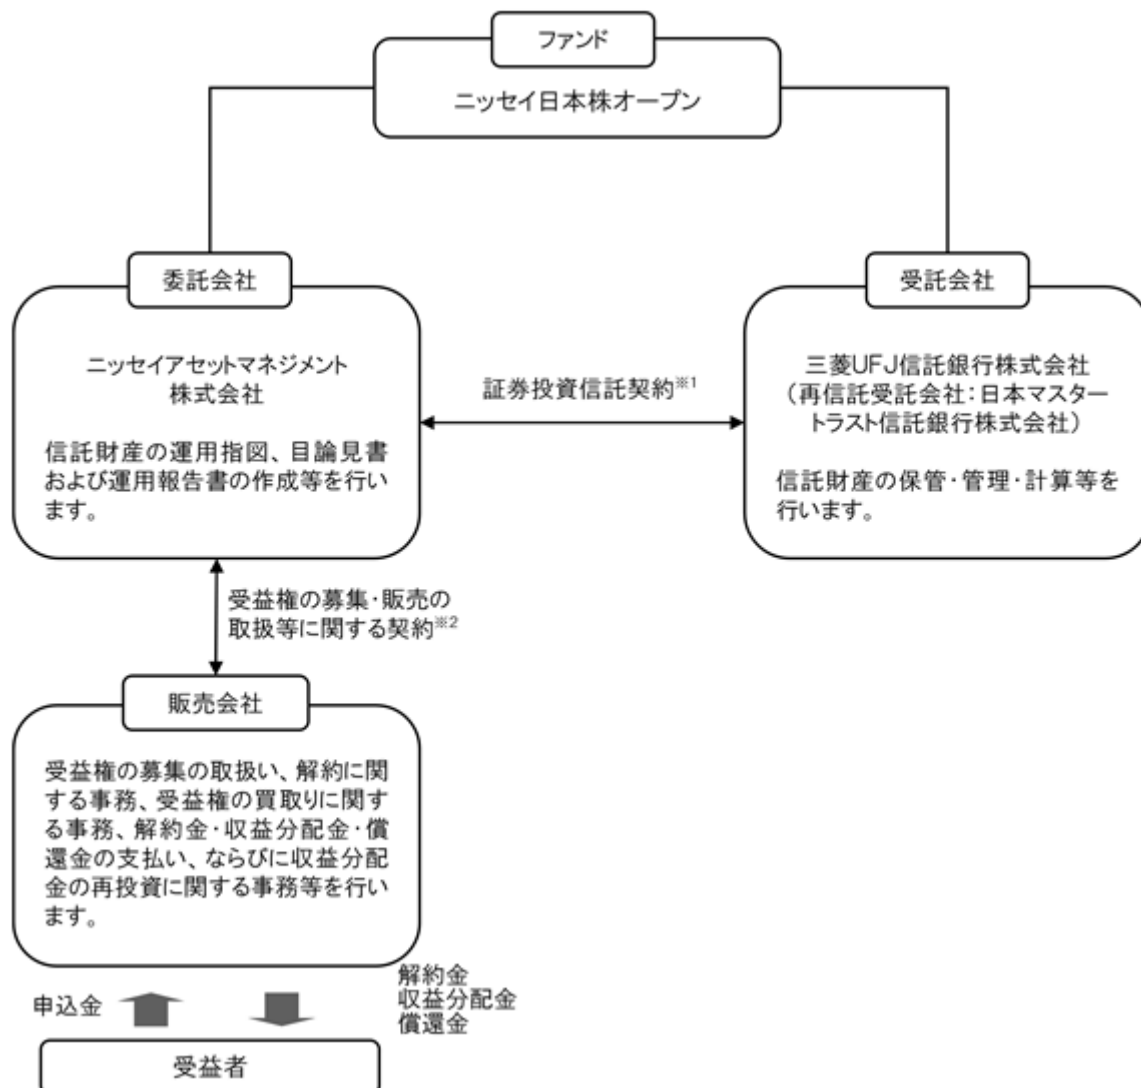 ファンド
ニッセイ日本株オープン
委託会社
ニッセイアセットマネジメント
株式会社
信託財産の運用指図、目論見書
および運用報告書の作成等を行い
ます。
証券投資信託契約※1
受託会社
三菱UFJ信託銀行株式会社
(再信託受託会社:日本マスター
トラスト信託銀行株式会社)
信託財産の保管・管理・計算等を
行います。
受益権の募集・販売の
取扱等に関する契約※2
販売会社
受益権の募集の取扱い、解約に関
する事務、受益権の買取りに関す
る事務、解約金・収益分配金・償
還金の支払い、ならびに収益分配
金の再投資に関する事務等を行い
ます。
申込金
解約金
収益分配金
償還金
受益者